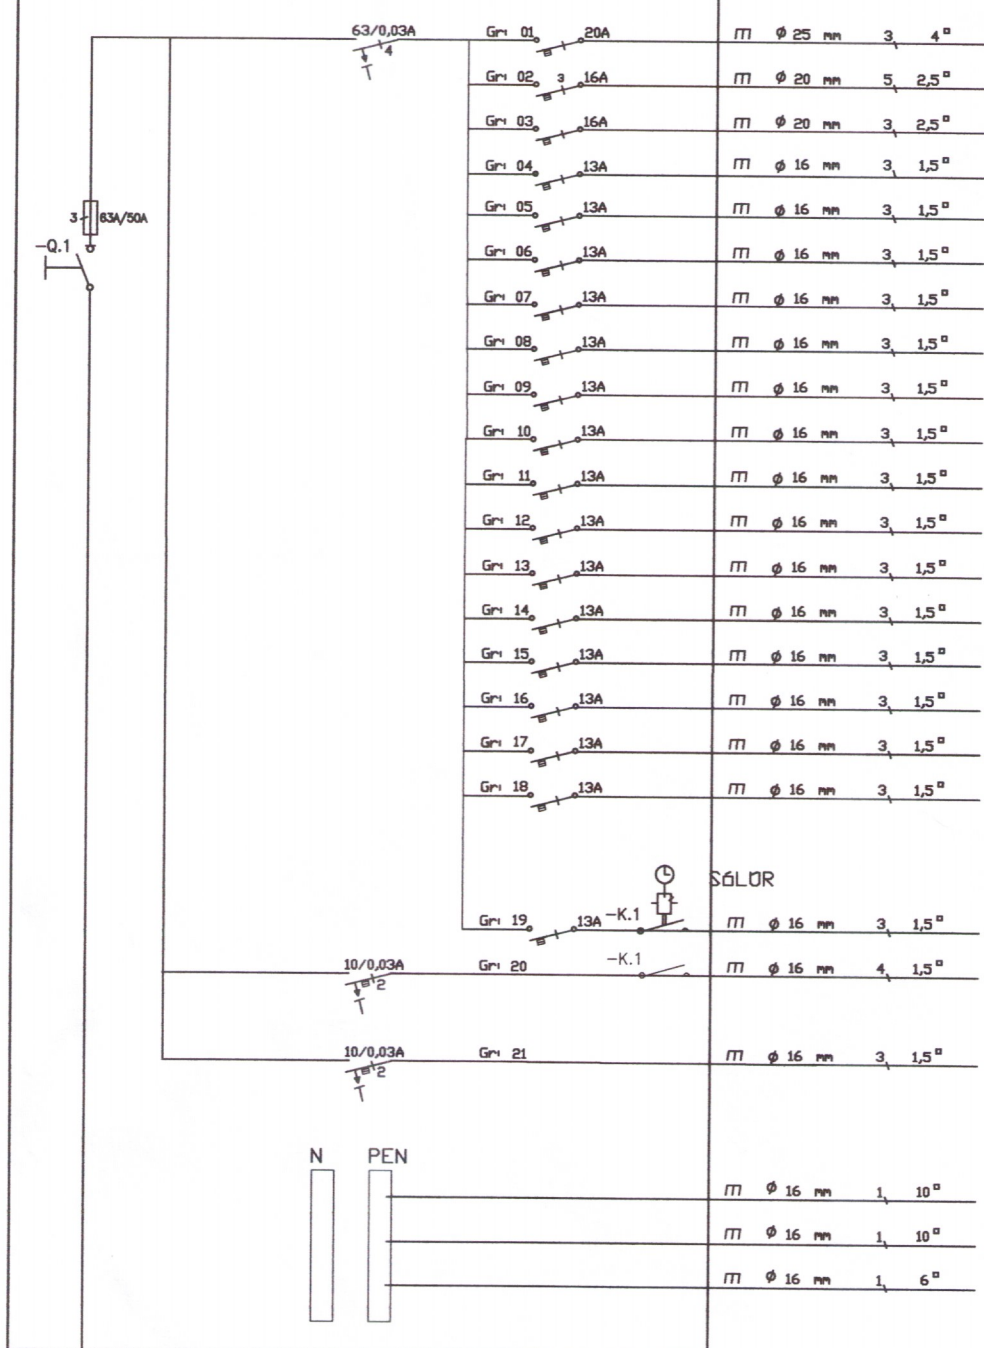 63/0,03A
4
Gr: 01 20A m ø 25 mm 3 4□
Gr: 02 3 16A m ø 20 mm 5 2,5□
Gr: 03 16A m ø 20 mm 3 2,5□
Gr: 04 13A m ø 16 mm 3 1,5□
Gr: 05 13A m ø 16 mm 3 1,5□
3 63A/50A
-Q.1
Gr: 06 13A m ø 16 mm 3 1,5□
Gr: 07 13A m ø 16 mm 3 1,5□
Gr: 08 13A m ø 16 mm 3 1,5□
Gr: 09 13A m ø 16 mm 3 1,5□
Gr: 10 13A m ø 16 mm 3 1,5□
Gr: 11 13A m ø 16 mm 3 1,5□
Gr: 12 13A m ø 16 mm 3 1,5□
Gr: 13 13A m ø 16 mm 3 1,5□
Gr: 14 13A m ø 16 mm 3 1,5□
Gr: 15 13A m ø 16 mm 3 1,5□
Gr: 16 13A m ø 16 mm 3 1,5□
Gr: 17 13A m ø 16 mm 3 1,5□
Gr: 18 13A m ø 16 mm 3 1,5□
SÓLÚR
Gr: 19 13A -K.1 m ø 16 mm 3 1,5□
10/0,03A 2 Gr: 20 -K.1 m ø 16 mm 4 1,5□
10/0,03A 2 Gr: 21 m ø 16 mm 3 1,5□
N PEN
m ø 16 mm 1 10□
m ø 16 mm 1 10□
m ø 16 mm 1 6□